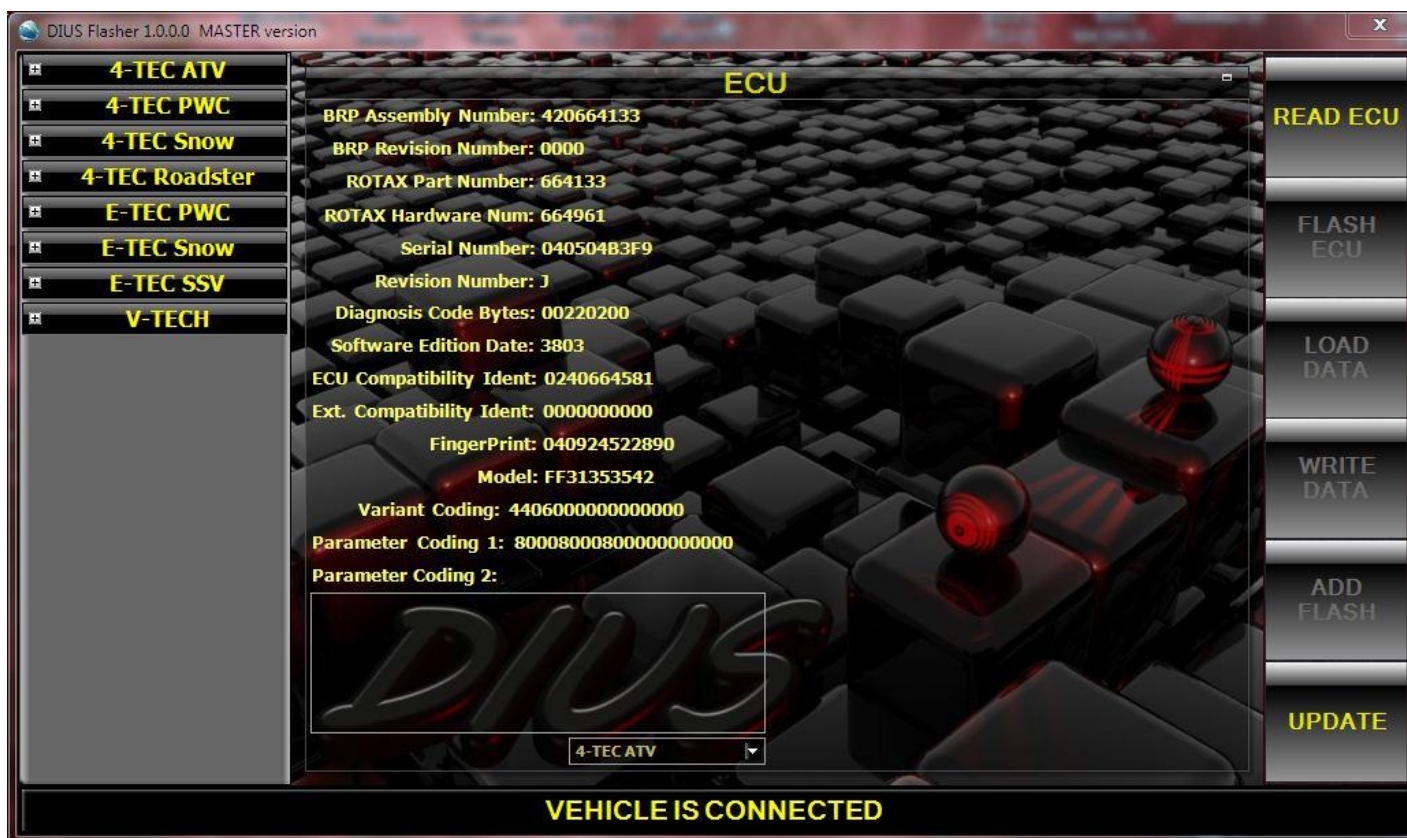 DIUS Flasher 1.0.0.0 MASTER version
4-TEC ATV
4-TEC PWC
4-TEC Snow
4-TEC Roadster
E-TEC PWC
E-TEC Snow
E-TEC SSV
V-TECH
ECU
BRP Assembly Number: 420664133
BRP Revision Number: 0000
ROTAX Part Number: 664133
ROTAX Hardware Num: 664961
Serial Number: 040504B3F9
Revision Number: J
Diagnosis Code Bytes: 00220200
Software Edition Date: 3803
ECU Compatibility Ident: 0240664581
Ext. Compatibility Ident: 0000000000
FingerPrint: 040924522890
Model: FF31353542
Variant Coding: 4406000000000000
Parameter Coding 1: 80008000800000000000
Parameter Coding 2:
DIUS
4-TEC ATV
READ ECU
FLASH
ECU
LOAD
DATA
WRITE
DATA
ADD
FLASH
UPDATE
VEHICLE IS CONNECTED